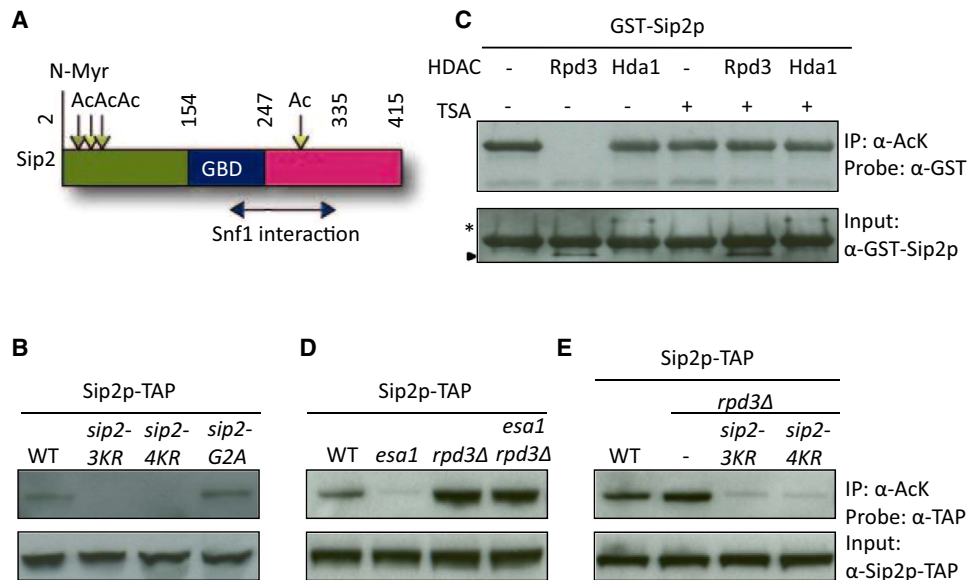 A
N-Myr
AcAcAc
Ac
2
154
247
335
415
Sip2
GBD
Snf1 interaction
C
GST-Sip2p
HDAC - Rpd3 Hda1 - Rpd3 Hda1
TSA - - - + + +
IP: α-AcK
Probe: α-GST
*
Input:
α-GST-Sip2p
B
Sip2p-TAP
WT sip2-3KR sip2-4KR sip2-G2A
D
Sip2p-TAP
WT esa1 rpd3Δ esa1 rpd3Δ
E
Sip2p-TAP
rpd3Δ
WT - sip2-3KR sip2-4KR
IP: α-AcK
Probe: α-TAP
Input:
α-Sip2p-TAP